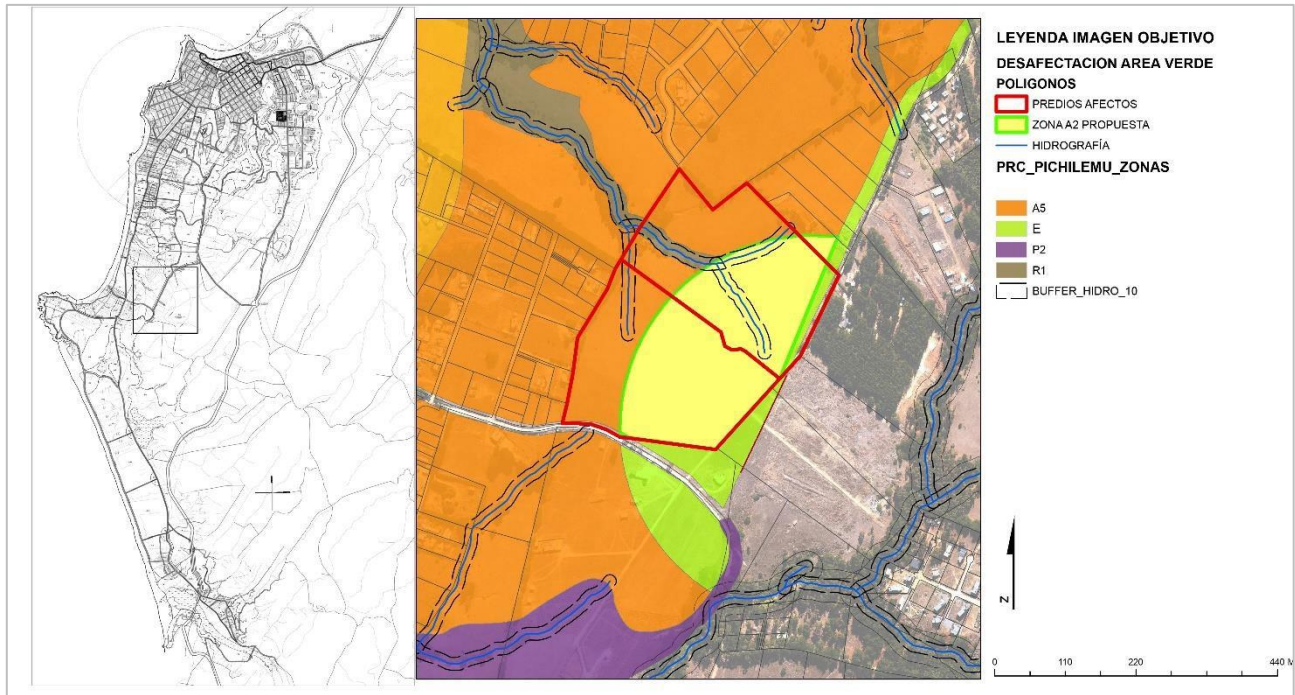 LEYENDA IMAGEN OBJETIVO
DESAFECTACION AREA VERDE
POLIGONOS
PREDIOS AFECTOS
ZONA A2 PROPUESTA
HIDROGRAFÍA
PRC_PICHILEMU_ZONAS
A5
E
P2
R1
BUFFER_HIDRO_10
N
0 110 220 440 M